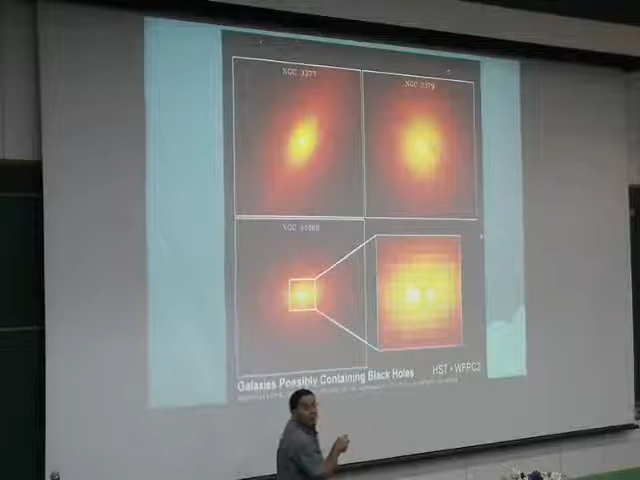 NGC 3377
NGC 3379
NGC 4486B
Galaxies Possibly Containing Black Holes
HST • WFPC2